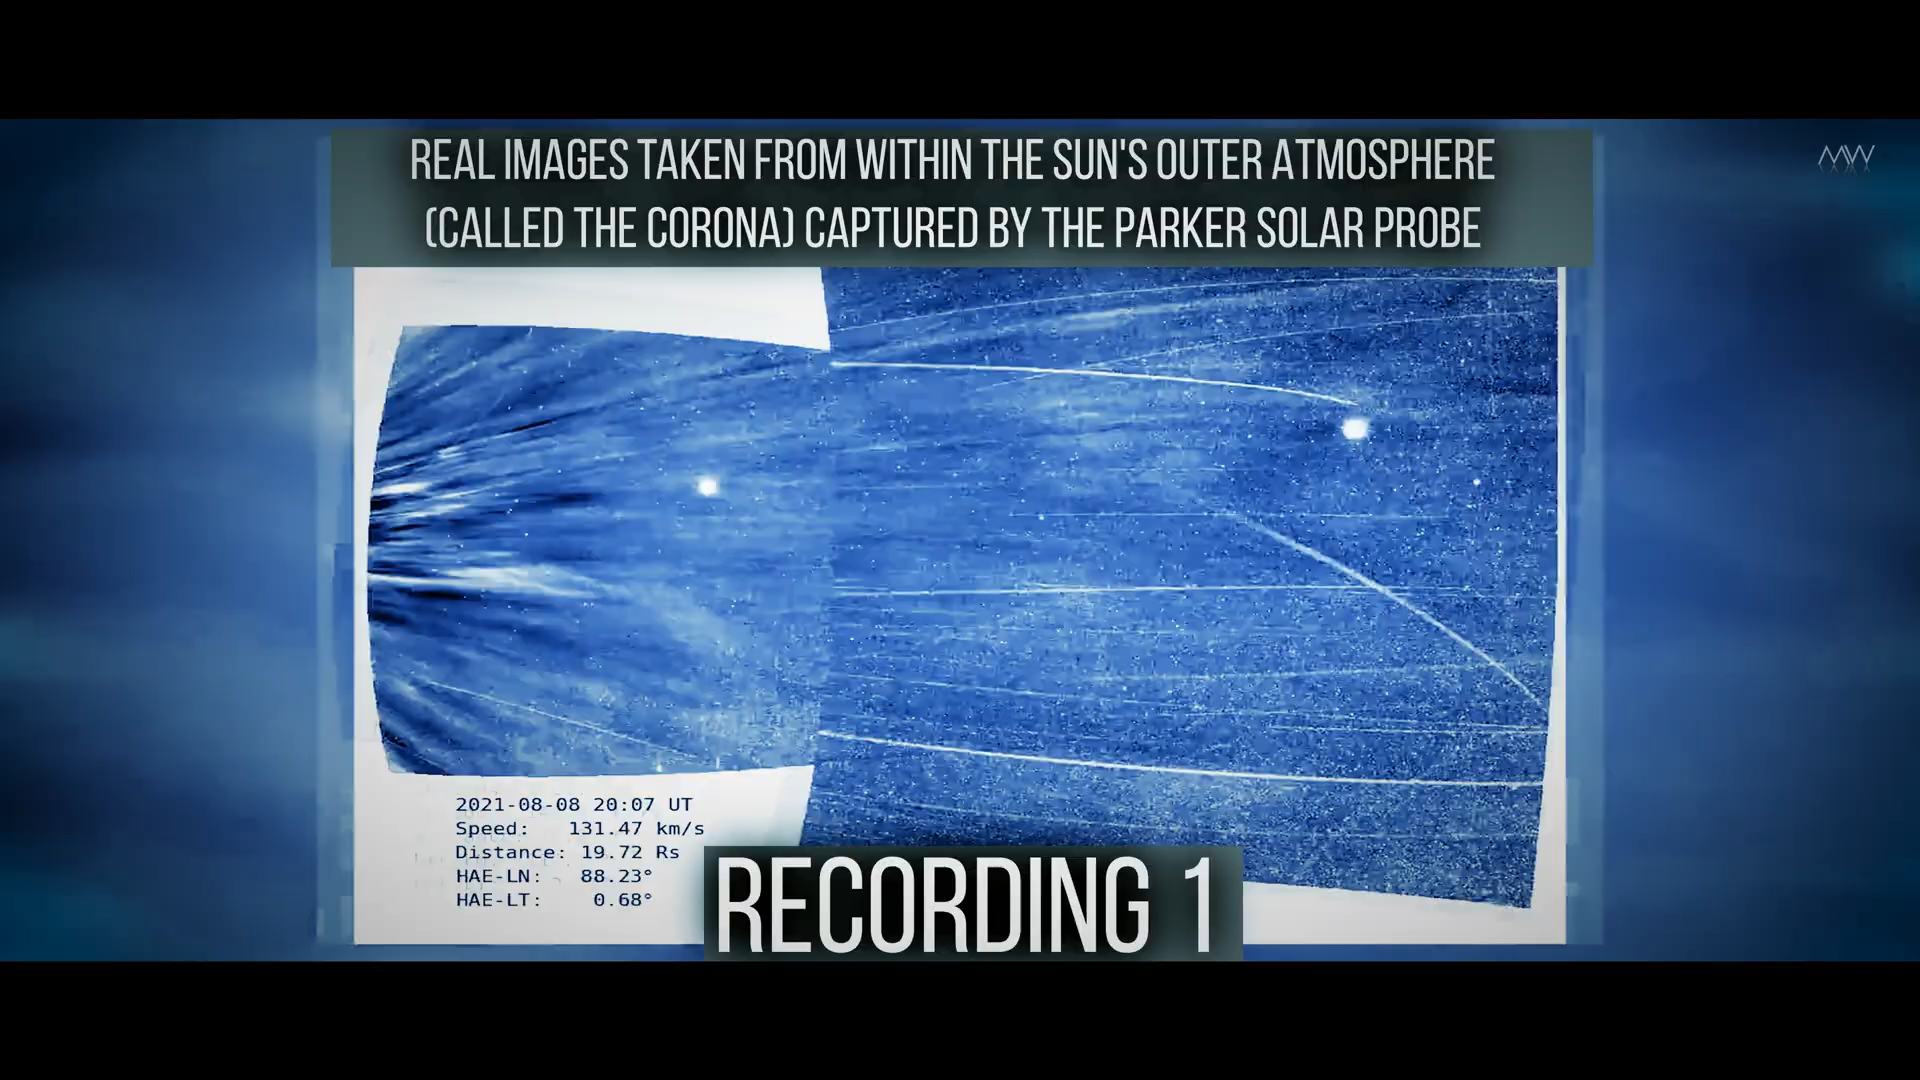 REAL IMAGES TAKEN FROM WITHIN THE SUN'S OUTER ATMOSPHERE
(CALLED THE CORONA) CAPTURED BY THE PARKER SOLAR PROBE
MW
2021-08-08 20:07 UT
Speed: 131.47 km/s
Distance: 19.72 Rs
HAE-LN: 88.23°
HAE-LT: 0.68°
RECORDING 1